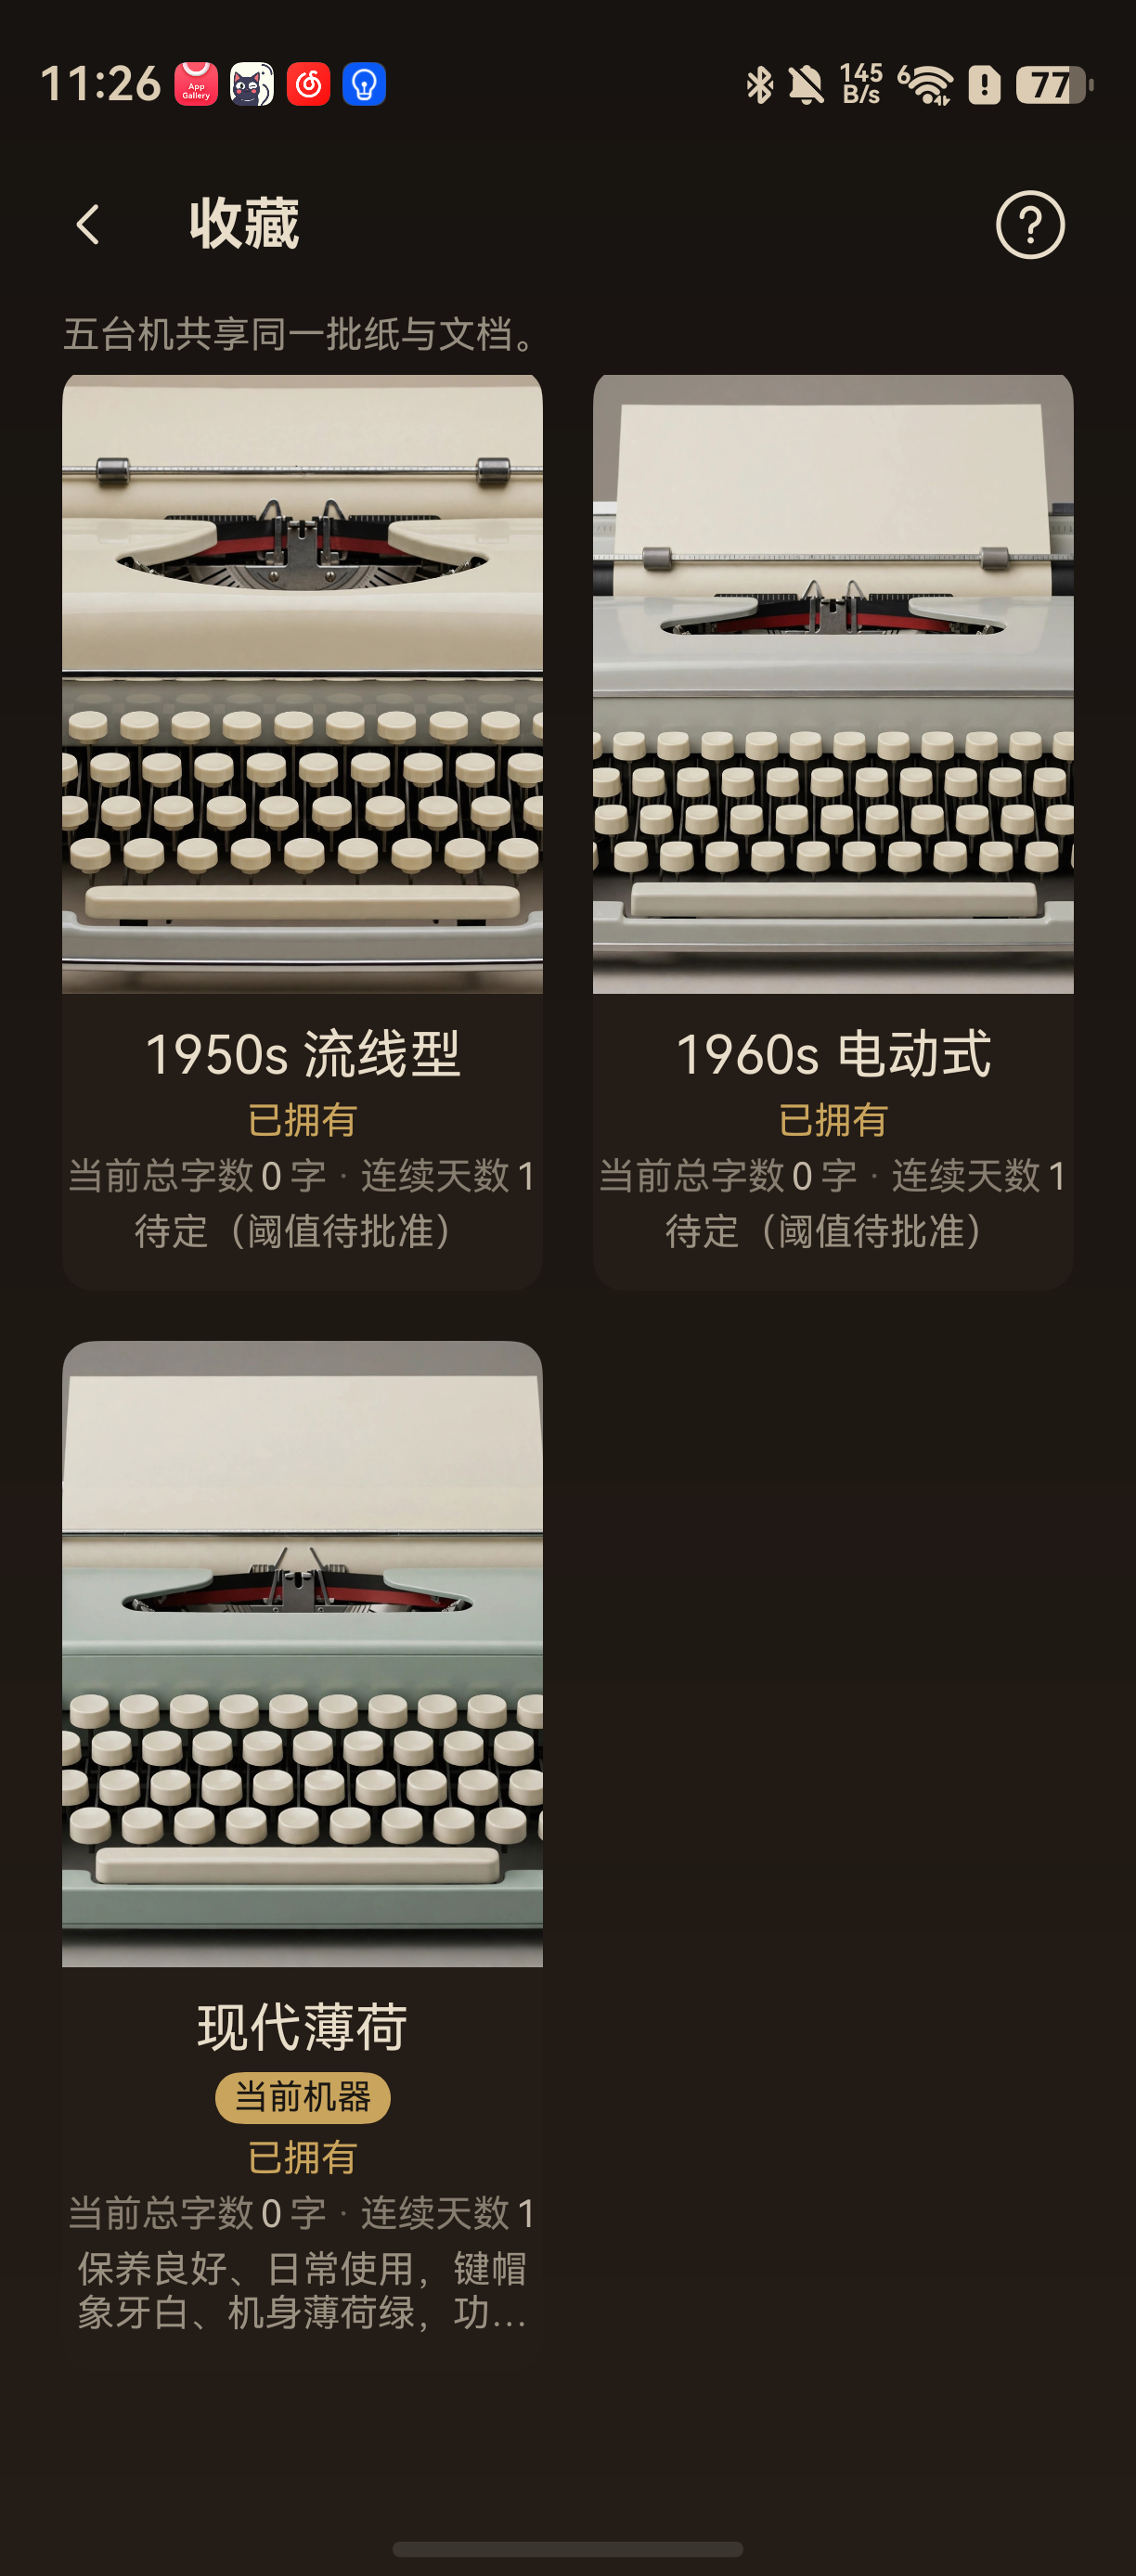 11:26
App
Gallery
145
B/s
6
77
收藏
?
五台机共享同一批纸与文档。
1950s 流线型
已拥有
当前总字数 0 字 · 连续天数 1
待定（阈值待批准）
1960s 电动式
已拥有
当前总字数 0 字 · 连续天数 1
待定（阈值待批准）
现代薄荷
当前机器
已拥有
当前总字数 0 字 · 连续天数 1
保养良好、日常使用，键帽
象牙白、机身薄荷绿，功...